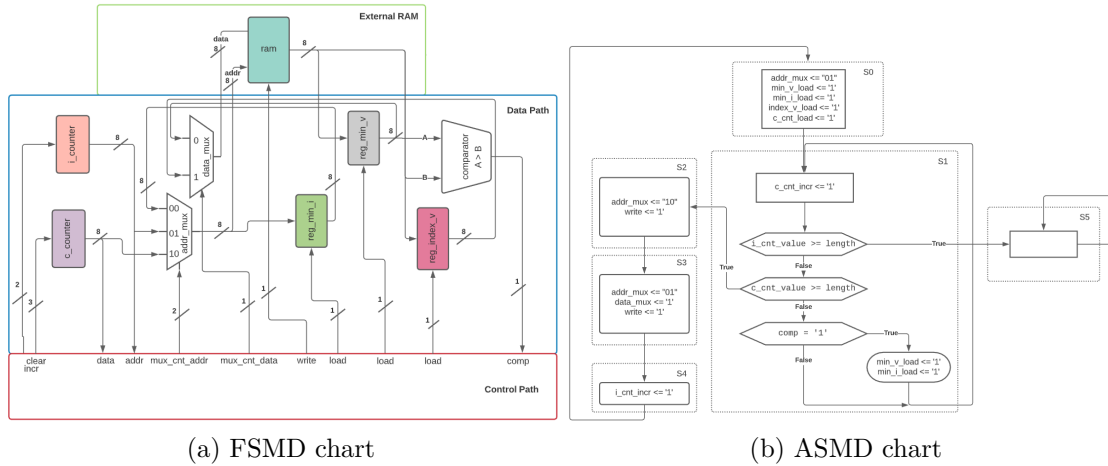 External RAM
data
8
ram
8
addr
8
Data Path
i_counter
8
0
data_mux
1
reg_min_v
8
A
B
comparator
A > B
8
8
c_counter
8
00
01
10
addr_mux
8
reg_min_i
reg_index_v
8
2
3
2
1
1
1
1
1
1
clear
incr
data
addr
mux_cnt_addr
mux_cnt_data
write
load
load
load
comp
Control Path
(a) FSMD chart
S0
addr_mux <= "01"
min_v_load <= '1'
min_i_load <= '1'
index_v_load <= '1'
c_cnt_load <= '1'
S1
c_cnt_incr <= '1'
i_cnt_value >= length
True
False
c_cnt_value >= length
True
False
comp = '1'
True
False
min_v_load <= '1'
min_i_load <= '1'
S2
addr_mux <= "10"
write <= '1'
S3
addr_mux <= "01"
data_mux <= '1'
write <= '1'
S4
i_cnt_incr <= '1'
S5
(b) ASMD chart